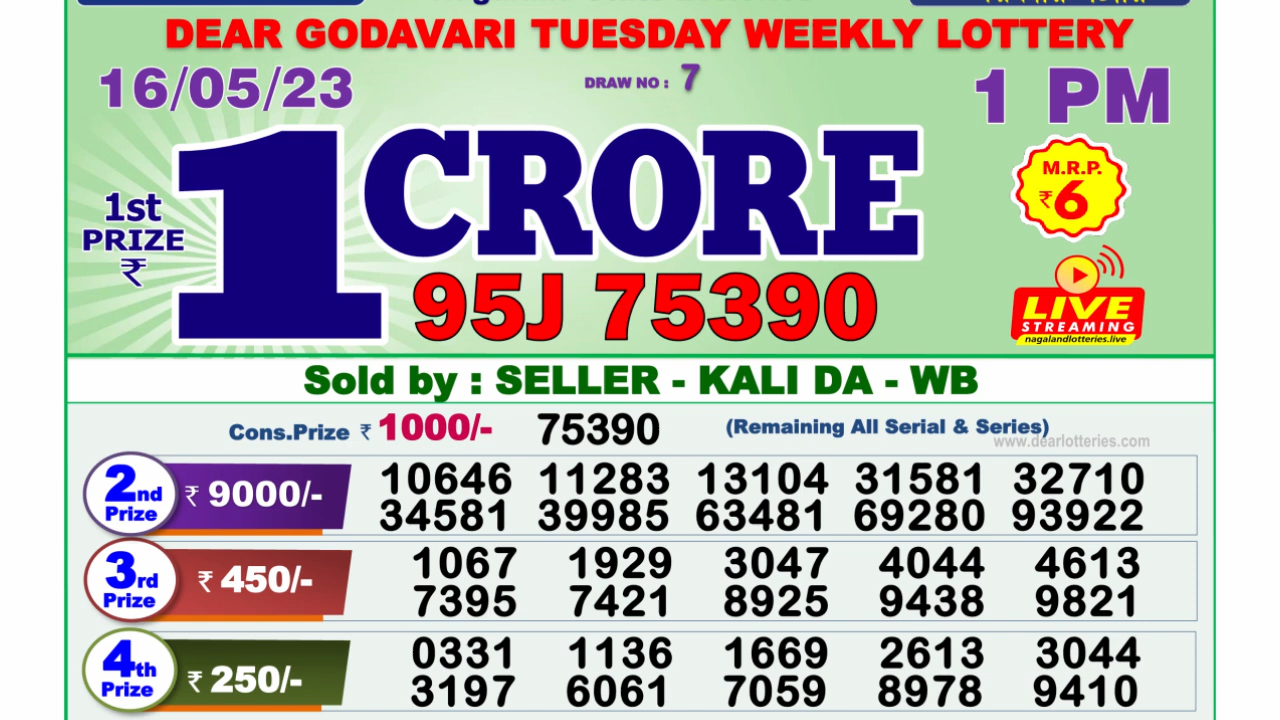 DEAR GODAVARI TUESDAY WEEKLY LOTTERY
16/05/23
DRAW NO : 7
1 PM
1st
PRIZE
₹
1 CRORE
95J 75390
M.R.P.
₹6
LIVE
STREAMING
nagalandlotteries.live
Sold by : SELLER - KALI DA - WB
Cons.Prize ₹ 1000/- 75390 (Remaining All Serial & Series)
www.dearlotteries.com
2nd Prize ₹ 9000/-
10646 11283 13104 31581 32710
34581 39985 63481 69280 93922
3rd Prize ₹ 450/-
1067 1929 3047 4044 4613
7395 7421 8925 9438 9821
4th Prize ₹ 250/-
0331 1136 1669 2613 3044
3197 6061 7059 8978 9410